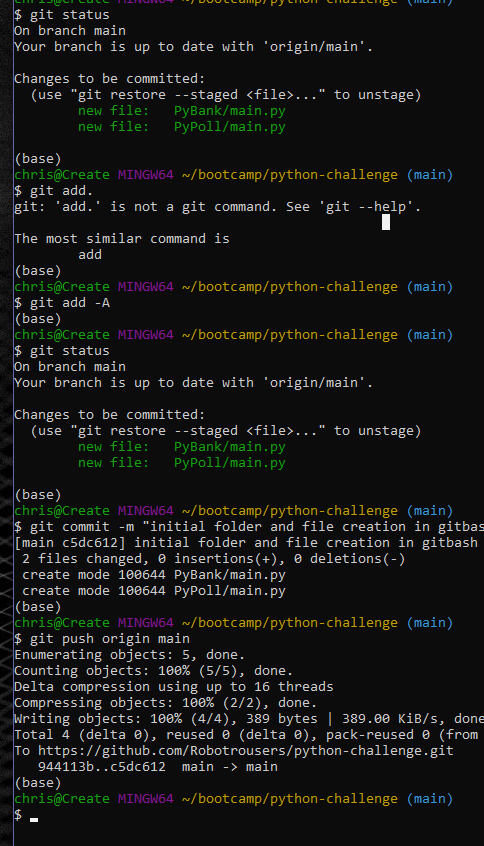 chris@Create MINGW64 ~/bootcamp/python-challenge (main)
$ git status
On branch main
Your branch is up to date with 'origin/main'.

Changes to be committed:
  (use "git restore --staged <file>..." to unstage)
        new file:   PyBank/main.py
        new file:   PyPoll/main.py

(base)
chris@Create MINGW64 ~/bootcamp/python-challenge (main)
$ git add.
git: 'add.' is not a git command. See 'git --help'.

The most similar command is
        add
(base)
chris@Create MINGW64 ~/bootcamp/python-challenge (main)
$ git add -A
(base)
chris@Create MINGW64 ~/bootcamp/python-challenge (main)
$ git status
On branch main
Your branch is up to date with 'origin/main'.

Changes to be committed:
  (use "git restore --staged <file>..." to unstage)
        new file:   PyBank/main.py
        new file:   PyPoll/main.py

(base)
chris@Create MINGW64 ~/bootcamp/python-challenge (main)
$ git commit -m "initial folder and file creation in gitbas
[main c5dc612] initial folder and file creation in gitbash
 2 files changed, 0 insertions(+), 0 deletions(-)
 create mode 100644 PyBank/main.py
 create mode 100644 PyPoll/main.py
(base)
chris@Create MINGW64 ~/bootcamp/python-challenge (main)
$ git push origin main
Enumerating objects: 5, done.
Counting objects: 100% (5/5), done.
Delta compression using up to 16 threads
Compressing objects: 100% (2/2), done.
Writing objects: 100% (4/4), 389 bytes | 389.00 KiB/s, done
Total 4 (delta 0), reused 0 (delta 0), pack-reused 0 (from
To https://github.com/Robotrousers/python-challenge.git
   944113b..c5dc612  main -> main
(base)
chris@Create MINGW64 ~/bootcamp/python-challenge (main)
$